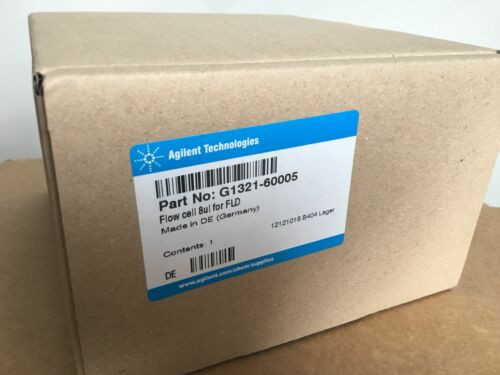 Agilent Technologies
Part No: G1321-60005
Flow cell 8ul for FLD
Made in DE (Germany)
12121016 B404 Lager
Contents: 1
DE
www.agilent.com/chem/supplies